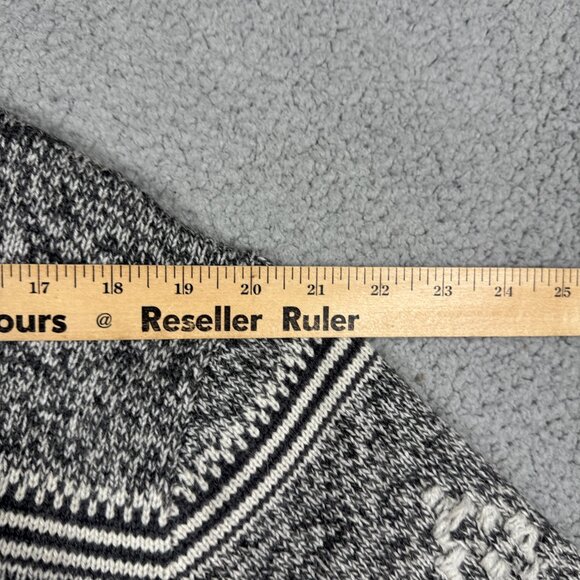 17 18 19 20 21 22 23 24 25
ours @ Reseller Ruler